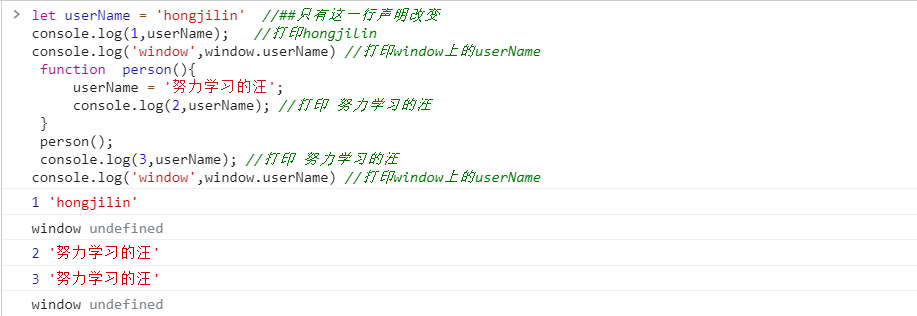 > let userName = 'hongjilin'  //##只有这一行声明改变
console.log(1,userName);   //打印hongjilin
console.log('window',window.userName) //打印window上的userName
 function  person(){
     userName = '努力学习的汪';
     console.log(2,userName); //打印 努力学习的汪
 }
 person();
 console.log(3,userName); //打印 努力学习的汪
console.log('window',window.userName) //打印window上的userName
1 'hongjilin'
window undefined
2 '努力学习的汪'
3 '努力学习的汪'
window undefined